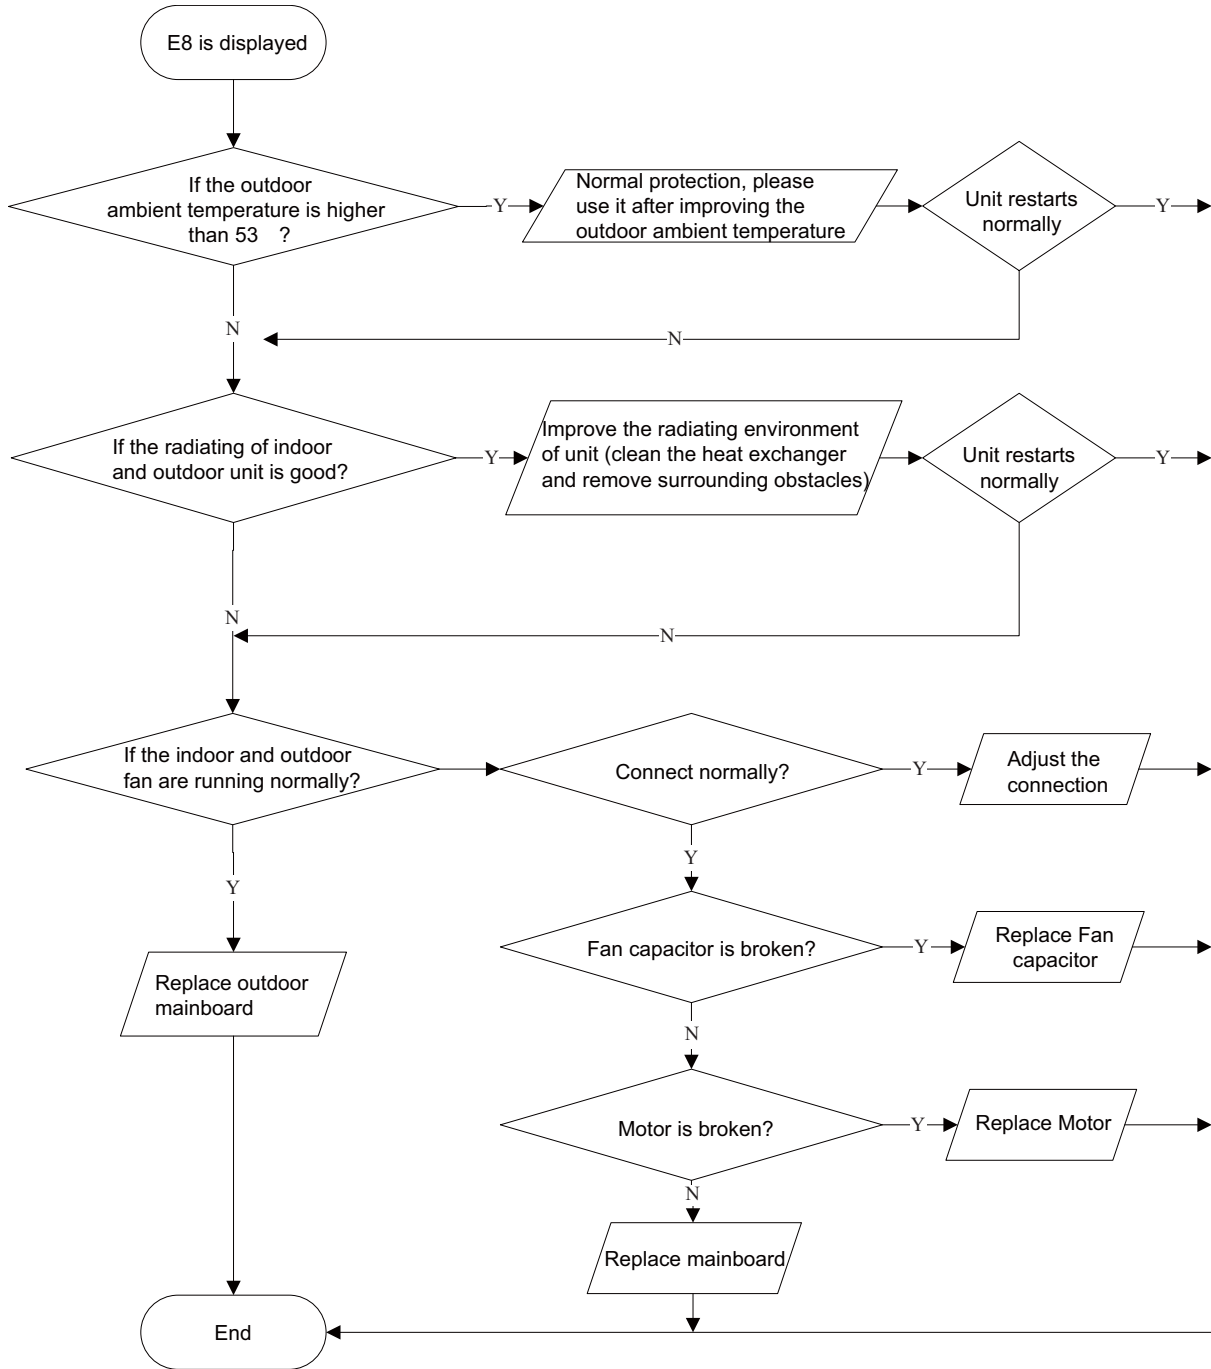 E8 is displayed
If the outdoor
ambient temperature is higher
than 53 ?
Y
Normal protection, please
use it after improving the
outdoor ambient temperature
Unit restarts
normally
Y
N
N
If the radiating of indoor
and outdoor unit is good?
Y
Improve the radiating environment
of unit (clean the heat exchanger
and remove surrounding obstacles)
Unit restarts
normally
Y
N
N
If the indoor and outdoor
fan are running normally?
Connect normally?
Y
Adjust the
connection
Y
Y
Fan capacitor is broken?
Y
Replace Fan
capacitor
Replace outdoor
mainboard
N
Motor is broken?
Y
Replace Motor
N
Replace mainboard
End